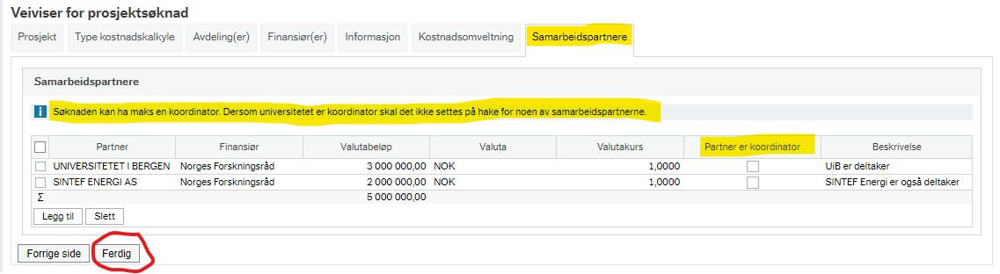 Veiviser for prosjektsøknad
Prosjekt Type kostnadskalkyle Avdeling(er) Finansiør(er) Informasjon Kostnadsomveltning Samarbeidspartnere
Samarbeidspartnere
i Søknaden kan ha maks en koordinator. Dersom universitetet er koordinator skal det ikke settes på hake for noen av samarbeidspartnerne.
Partner Finansiør Valutabeløp Valuta Valutakurs Partner er koordinator Beskrivelse
UNIVERSITETET I BERGEN Norges Forskningsråd 3 000 000,00 NOK 1,0000 UiB er deltaker
SINTEF ENERGI AS Norges Forskningsråd 2 000 000,00 NOK 1,0000 SINTEF Energi er også deltaker
Σ 5 000 000,00
Legg til Slett
Forrige side Ferdig